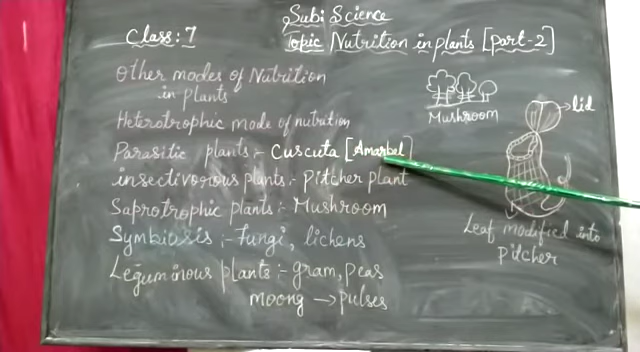 Sub: Science
Class: 7
Topic Nutrition in plants [Part-2]
Other modes of Nutrition
in plants
Heterotrophic mode of nutrition
Parasitic plants:- Cuscuta [Amarbel]
insectivorous plants:- Pitcher plant
Saprotrophic plants:- Mushroom
Symbiosis:- fungi, lichens
Leguminous plants:- gram, peas
moong → pulses
Mushroom
lid
Leaf modified into
pitcher